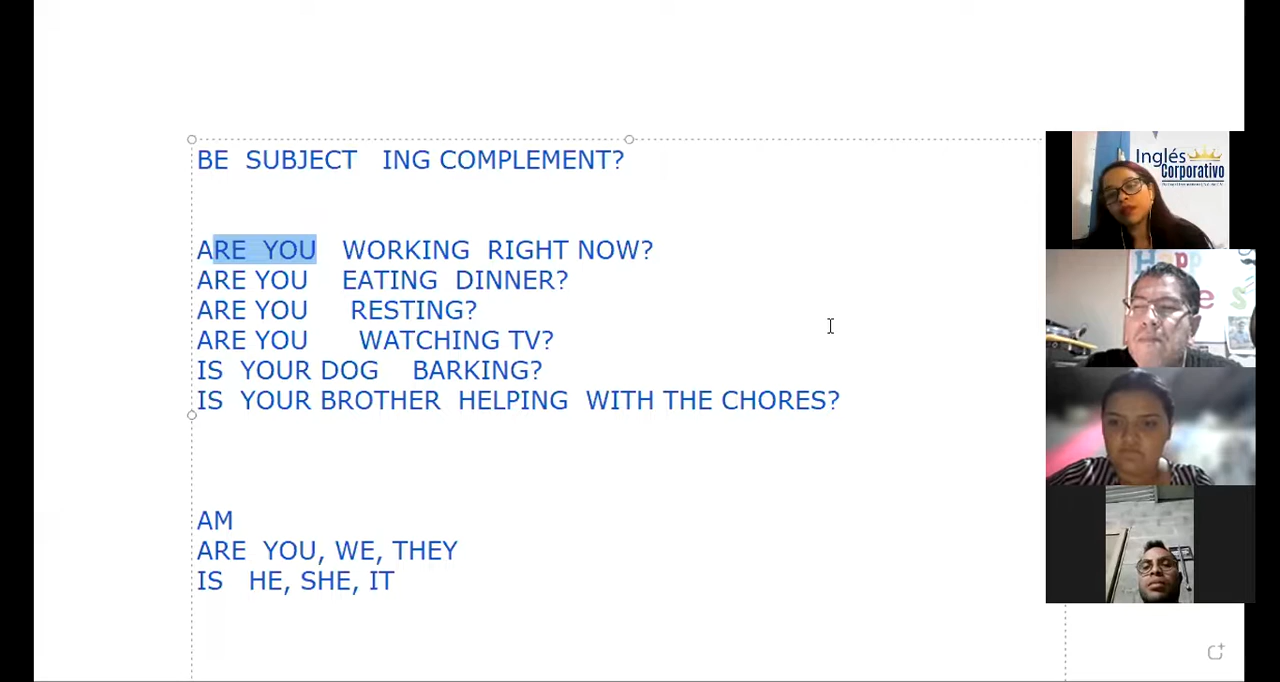 BE SUBJECT ING COMPLEMENT?
ARE YOU WORKING RIGHT NOW?
ARE YOU EATING DINNER?
ARE YOU RESTING?
ARE YOU WATCHING TV?
IS YOUR DOG BARKING?
IS YOUR BROTHER HELPING WITH THE CHORES?
AM
ARE YOU, WE, THEY
IS HE, SHE, IT
Inglés
Corporativo